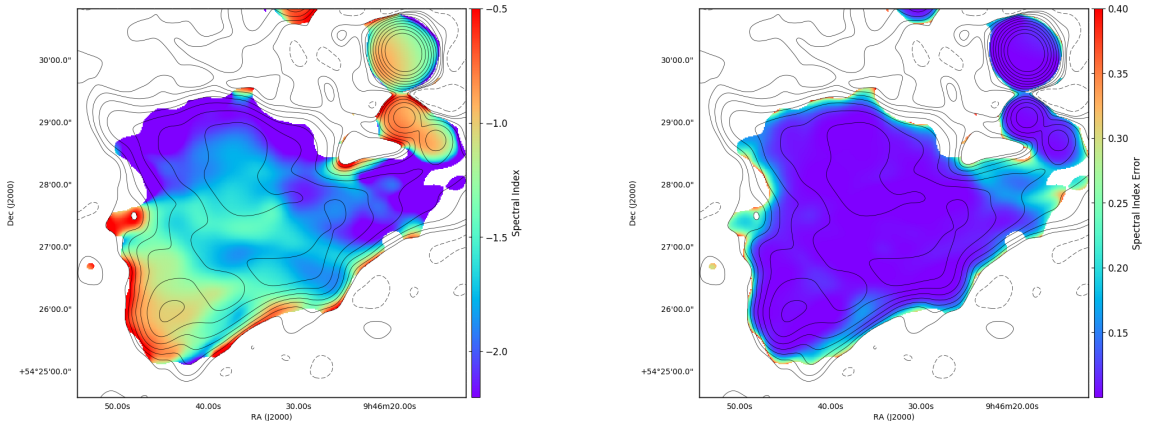 30'00.0"
29'00.0"
28'00.0"
27'00.0"
26'00.0"
+54°25'00.0"
Dec (J2000)
50.00s 40.00s 30.00s 9h46m20.00s
RA (J2000)
−0.5
−1.0
−1.5
−2.0
Spectral Index
30'00.0"
29'00.0"
28'00.0"
27'00.0"
26'00.0"
+54°25'00.0"
Dec (J2000)
50.00s 40.00s 30.00s 9h46m20.00s
RA (J2000)
0.40
0.35
0.30
0.25
0.20
0.15
Spectral Index Error